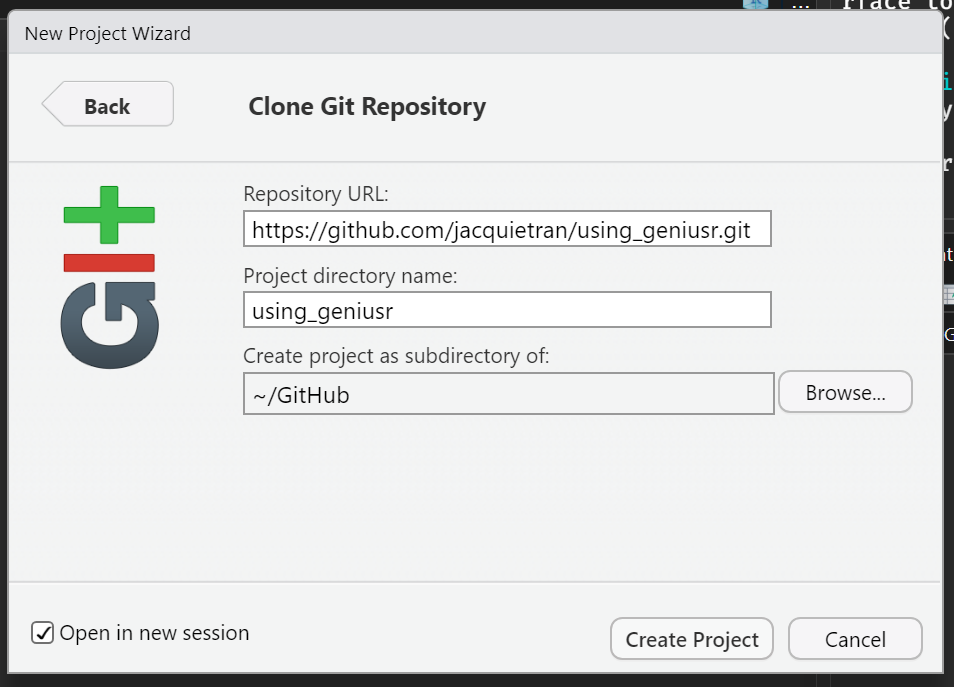 New Project Wizard
Back
Clone Git Repository
Repository URL:
https://github.com/jacquietran/using_geniusr.git
Project directory name:
using_geniusr
Create project as subdirectory of:
~/GitHub
Browse...
Open in new session
Create Project
Cancel